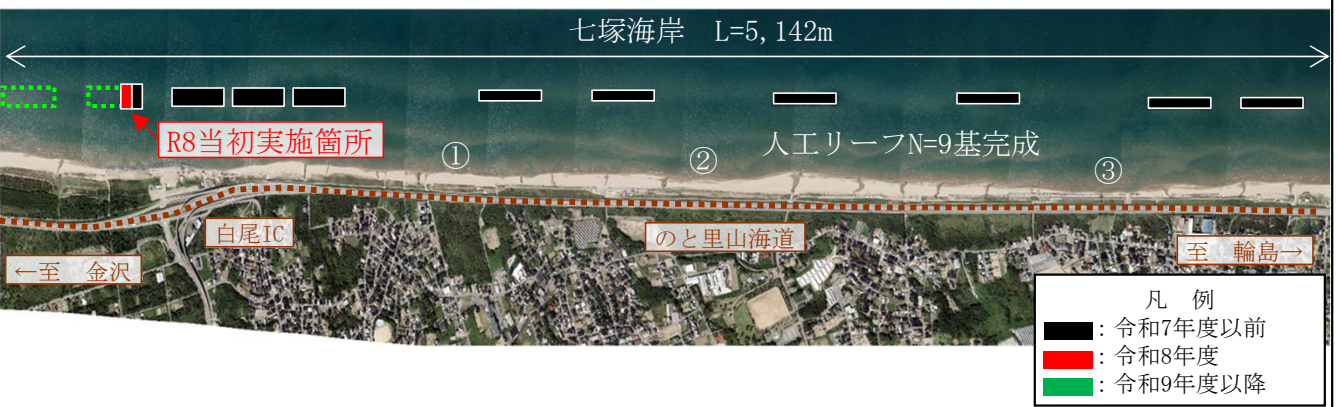 七塚海岸　L=5,142m
R8当初実施箇所
人工リーフN=9基完成
①
②
③
白尾IC
のと里山海道
←至　金沢
至　輪島→
凡　例
：令和7年度以前
：令和8年度
：令和9年度以降